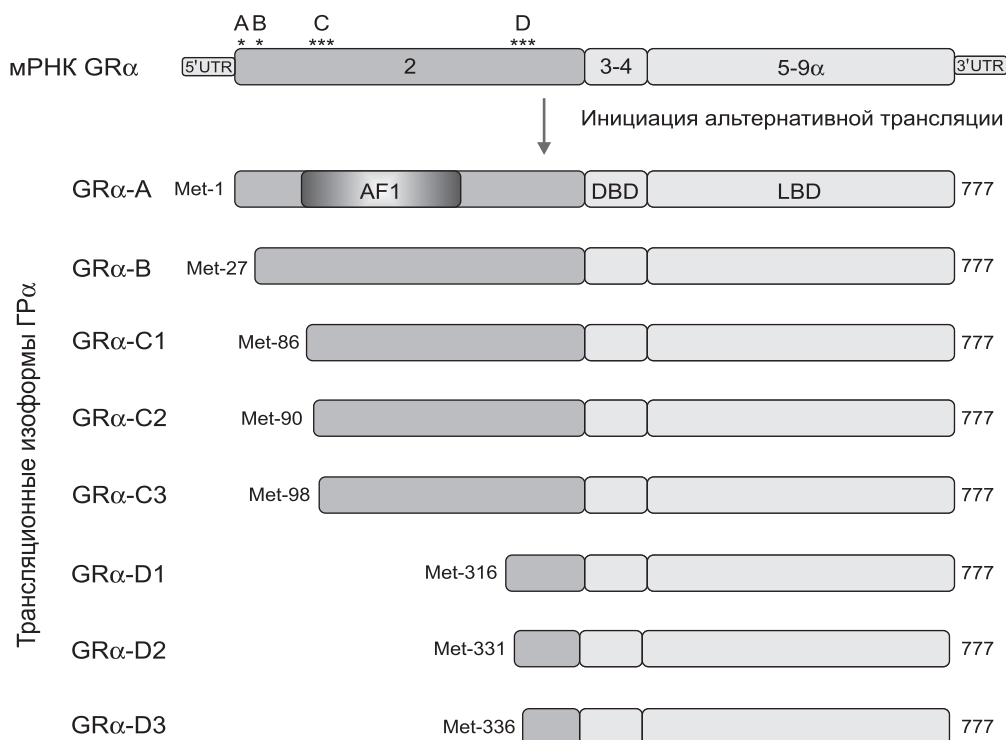 A B C D
* * *** ***
мРНК GRα 5'UTR 2 3-4 5-9α 3'UTR
Инициация альтернативной трансляции
GRα-A Met-1 AF1 DBD LBD 777
GRα-B Met-27 777
GRα-C1 Met-86 777
GRα-C2 Met-90 777
GRα-C3 Met-98 777
GRα-D1 Met-316 777
GRα-D2 Met-331 777
GRα-D3 Met-336 777
Трансляционные изоформы ГРα